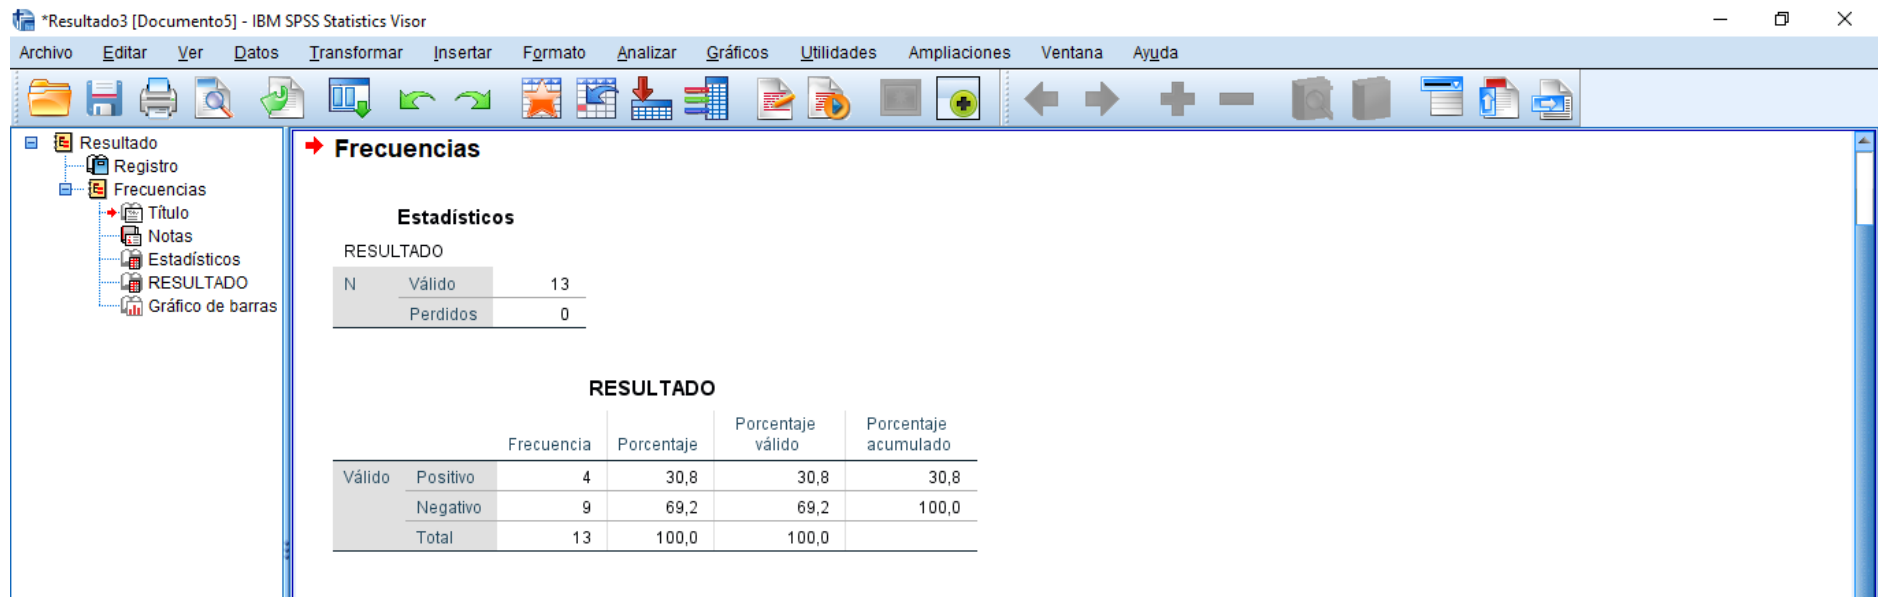 *Resultado3 [Documento5] - IBM SPSS Statistics Visor
Archivo Editar Ver Datos Transformar Insertar Formato Analizar Gráficos Utilidades Ampliaciones Ventana Ayuda
Resultado
Registro
Frecuencias
Título
Notas
Estadísticos
RESULTADO
Gráfico de barras
Frecuencias
Estadísticos
RESULTADO
N Válido 13
Perdidos 0
RESULTADO
Frecuencia Porcentaje Porcentaje válido Porcentaje acumulado
Válido Positivo 4 30,8 30,8 30,8
Negativo 9 69,2 69,2 100,0
Total 13 100,0 100,0